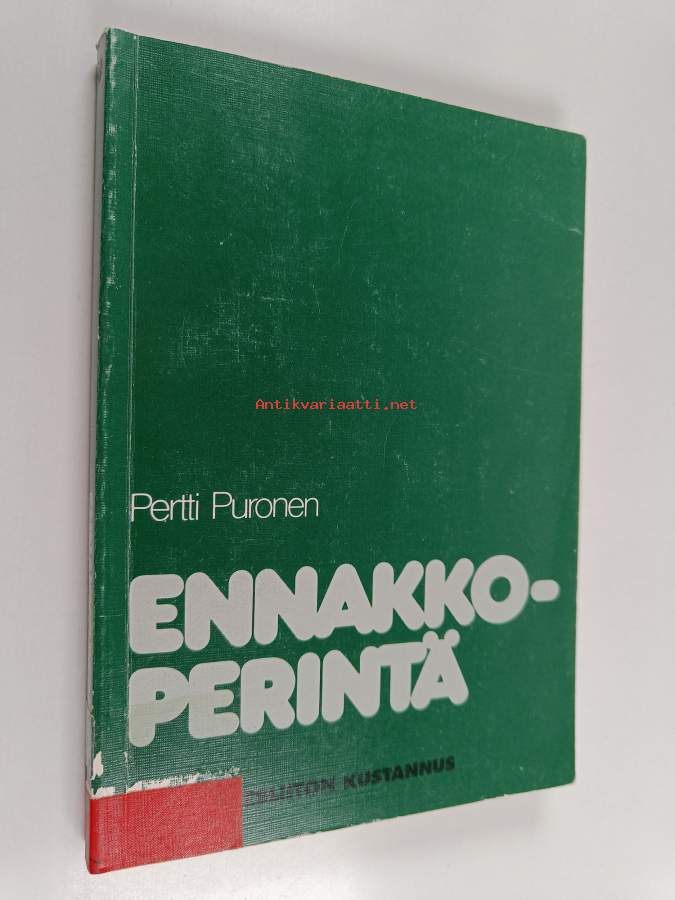 Antikvariaatti.net
Pertti Puronen
ENNAKKO-
PERINTÄ
KUSTANNUS